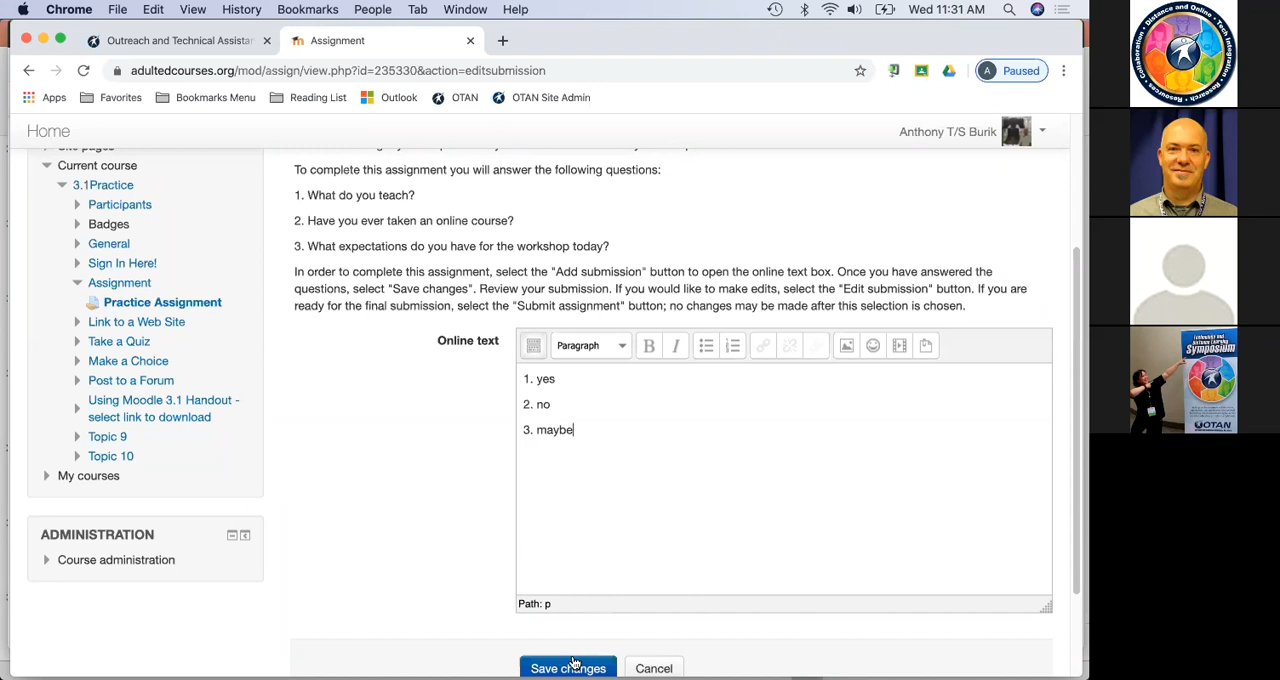 Chrome File Edit View History Bookmarks People Tab Window Help Wed 11:31 AM
Outreach and Technical Assistan
Assignment
adultedcourses.org/mod/assign/view.php?id=235330&action=editsubmission
A Paused
Apps Favorites Bookmarks Menu Reading List Outlook OTAN OTAN Site Admin
Home
Anthony T/S Burik
Current course
3.1Practice
Participants
Badges
General
Sign In Here!
Assignment
Practice Assignment
Link to a Web Site
Take a Quiz
Make a Choice
Post to a Forum
Using Moodle 3.1 Handout -
select link to download
Topic 9
Topic 10
My courses
ADMINISTRATION
Course administration
To complete this assignment you will answer the following questions:
1. What do you teach?
2. Have you ever taken an online course?
3. What expectations do you have for the workshop today?
In order to complete this assignment, select the "Add submission" button to open the online text box. Once you have answered the
questions, select "Save changes". Review your submission. If you would like to make edits, select the "Edit submission" button. If you are
ready for the final submission, select the "Submit assignment" button; no changes may be made after this selection is chosen.
Online text
Paragraph B I
1. yes
2. no
3. maybe
Path: p
Save changes
Cancel
Collaboration • Distance and Online • Tech Integration • Research • Resources
Symposium
OTAN